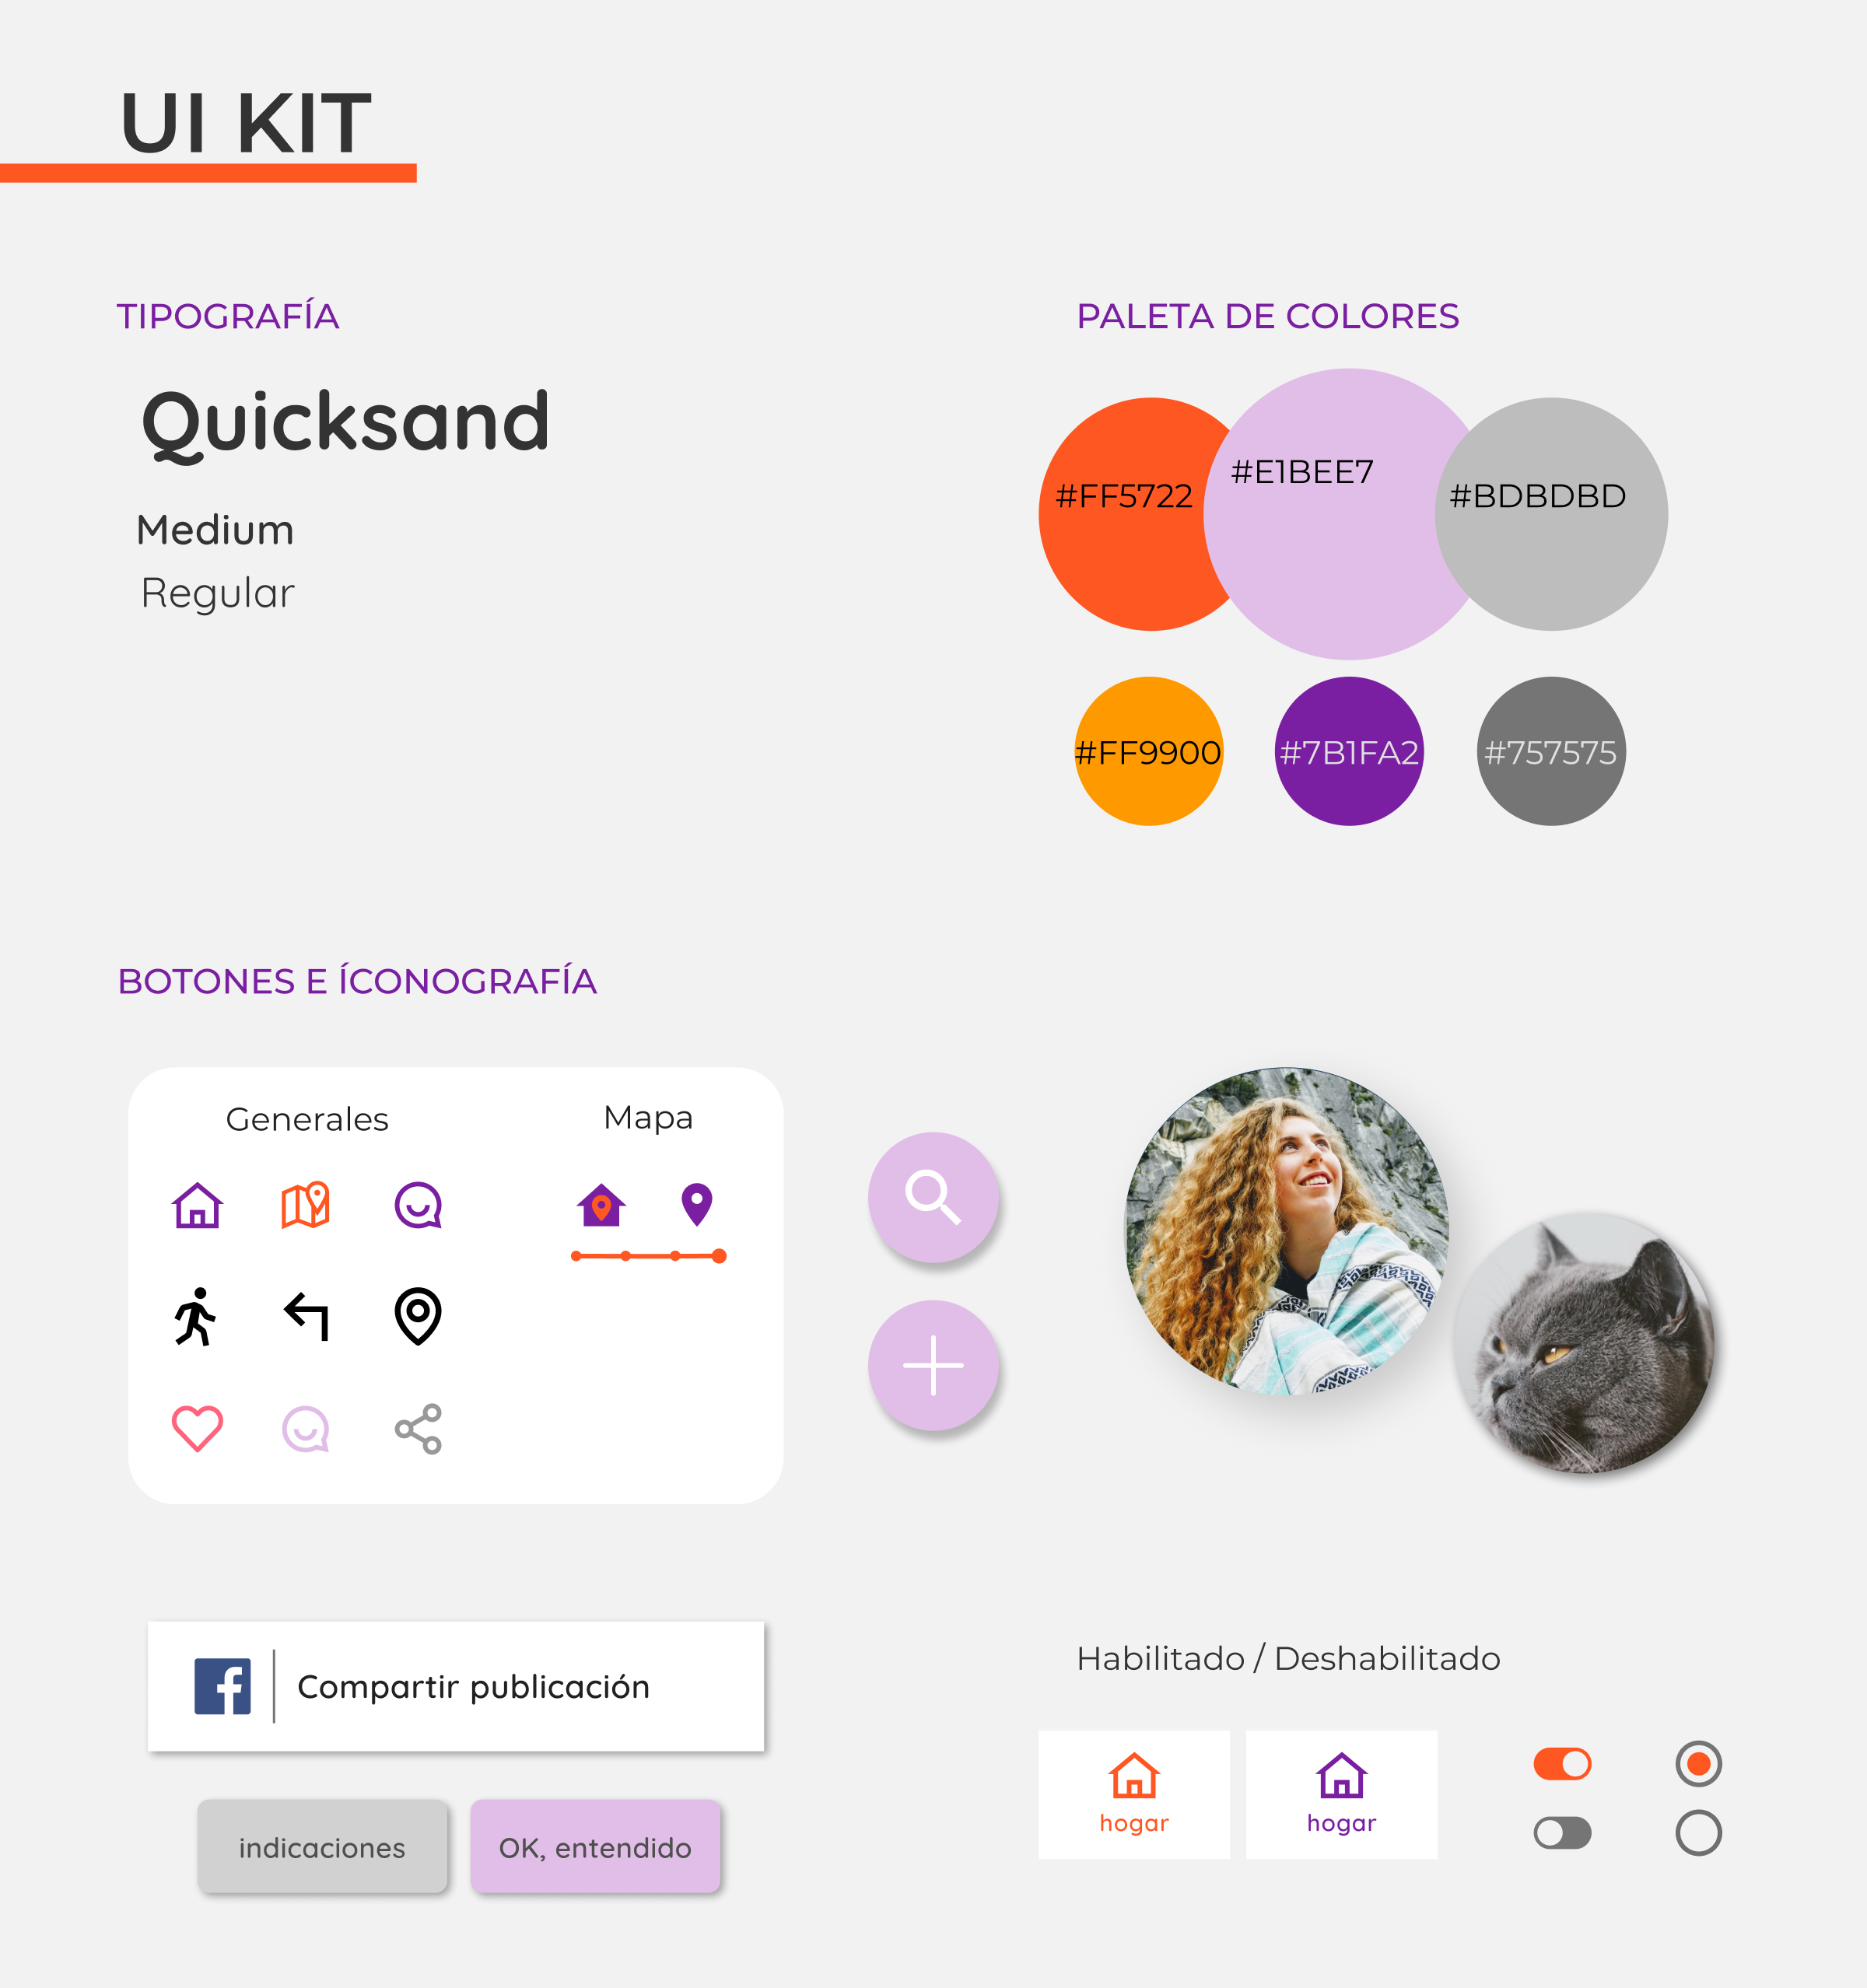 UI KIT
TIPOGRAFÍA
Quicksand
Medium
Regular
PALETA DE COLORES
#FF5722
#E1BEE7
#BDBDBD
#FF9900
#7B1FA2
#757575
BOTONES E ÍCONOGRAFÍA
Generales
Mapa
Compartir publicación
indicaciones
OK, entendido
Habilitado / Deshabilitado
hogar
hogar